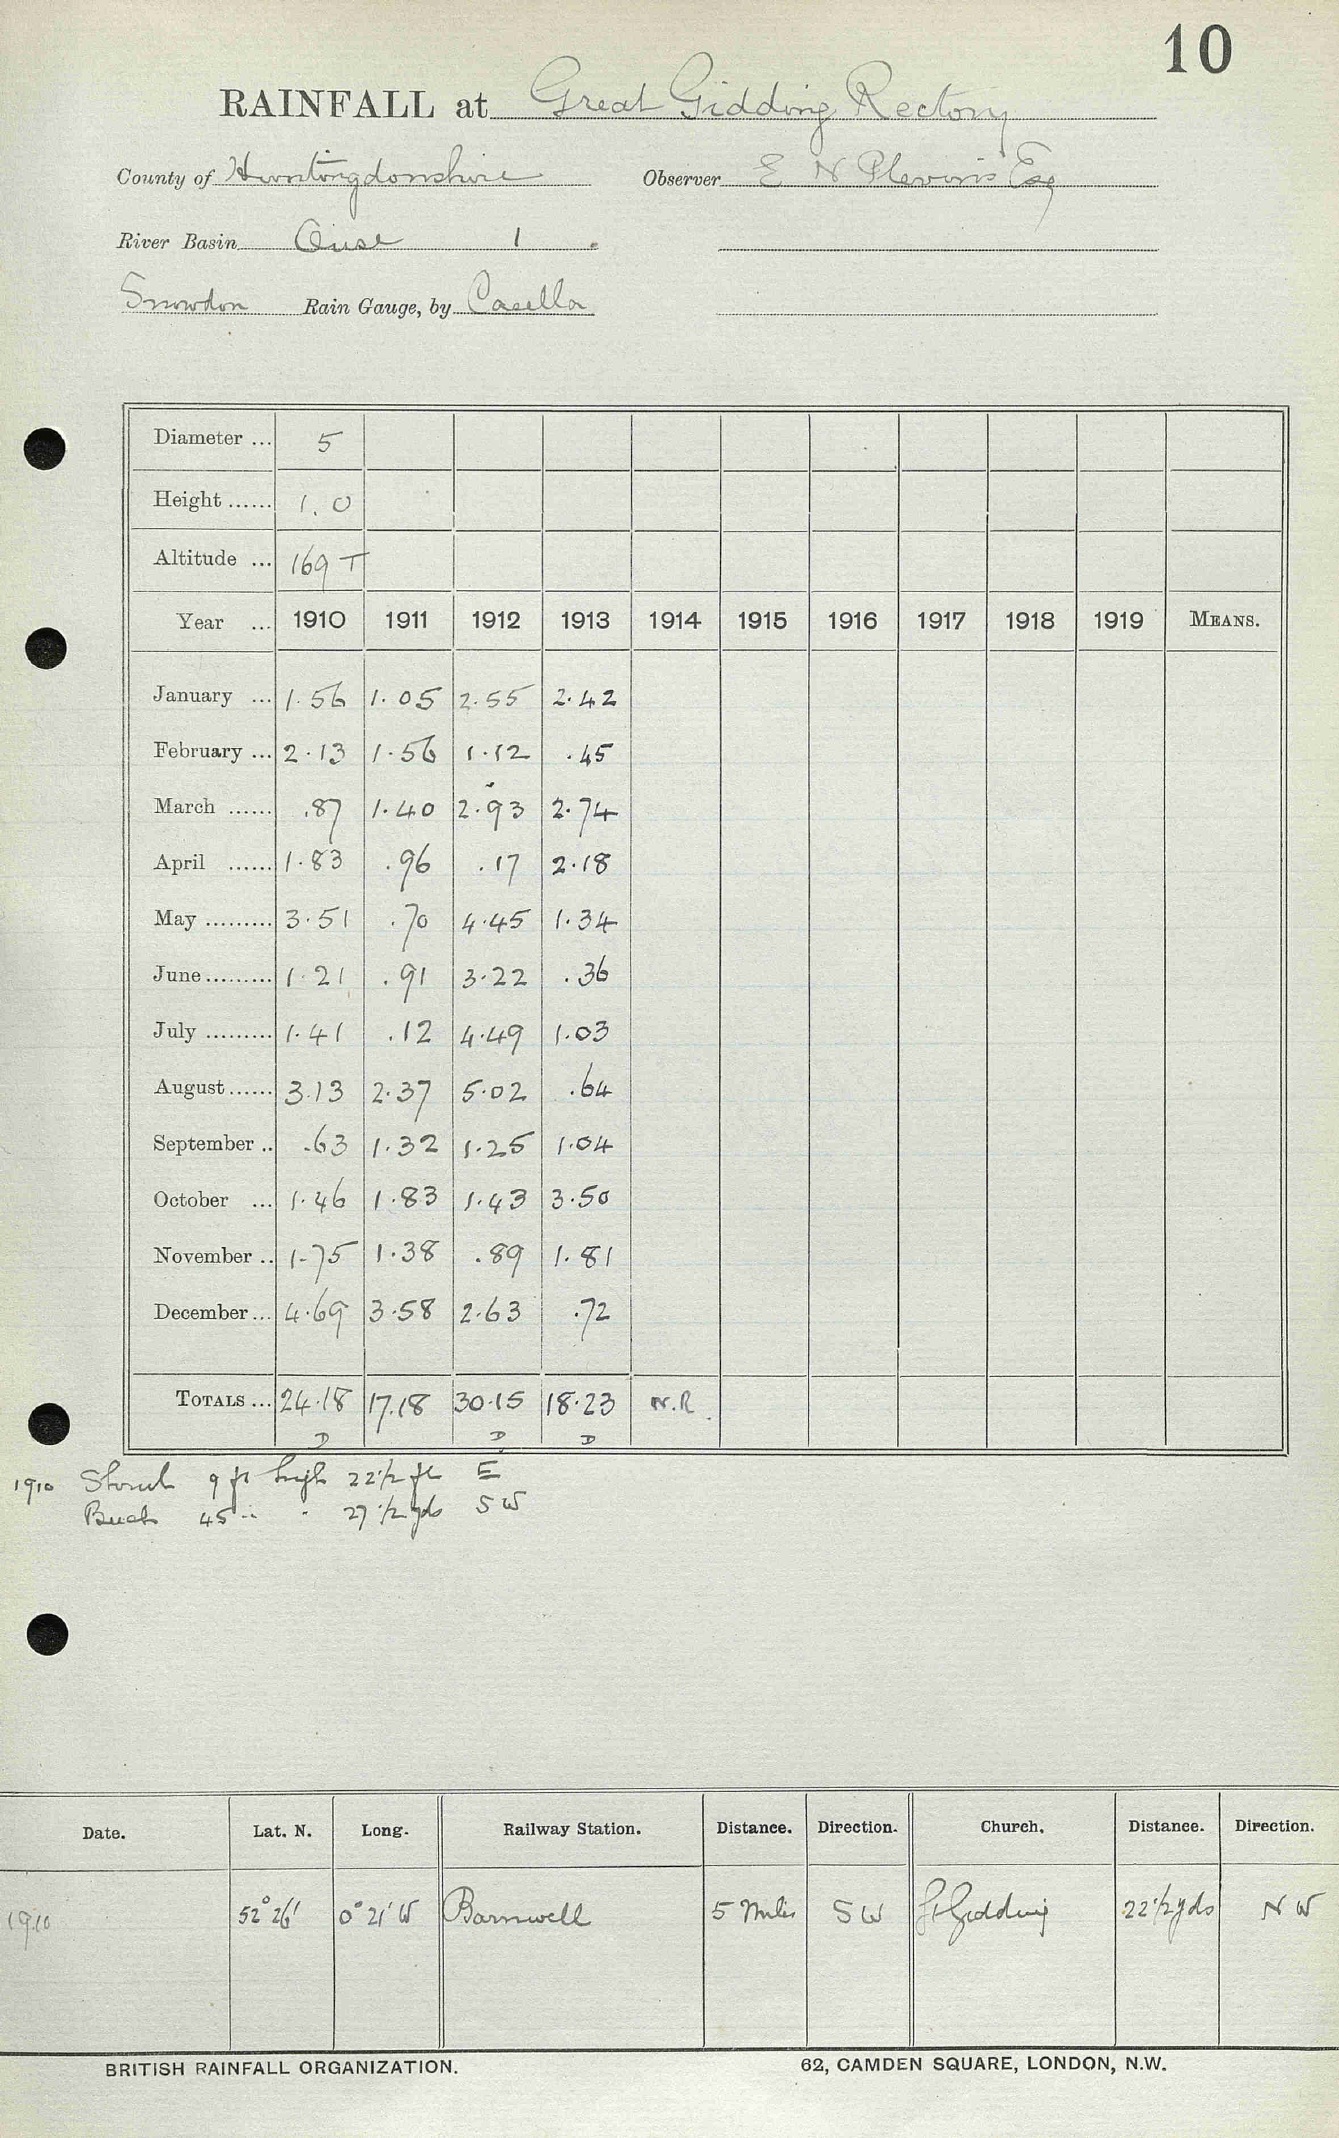 10
RAINFALL at Great Gidding Rectory
County of Huntingdonshire Observer E N Plevins Esq
River Basin Ouse 1
Snowdon Rain Gauge, by Casella
Diameter ... 5
Height ...... 1.0
Altitude ... 169 T
Year ... 1910 1911 1912 1913 1914 1915 1916 1917 1918 1919 MEANS.
January ... 1.56 1.05 2.55 2.42
February ... 2.13 1.56 1.12 .45
March ...... .87 1.40 2.93 2.74
April ...... 1.83 .96 .17 2.18
May ......... 3.51 .70 4.45 1.34
June ......... 1.21 .91 3.22 .36
July ......... 1.41 .12 4.49 1.03
August ...... 3.13 2.37 5.02 .64
September .. .63 1.32 1.25 1.04
October ... 1.46 1.83 1.43 3.50
November .. 1.75 1.38 .89 1.81
December ... 4.69 3.58 2.63 .72
TOTALS ... 24.18 17.18 30.15 18.23 N.R.
D D D
1910 9 ft high 22 1/2 ft E
45 " " 27 1/2 yds SW
Date. Lat. N. Long. Railway Station. Distance. Direction. Church. Distance. Direction.
1910 52° 26' 0° 21' W Barnwell 5 Miles SW Gt Gidding 22 1/2 yds NW
BRITISH RAINFALL ORGANIZATION. 62, CAMDEN SQUARE, LONDON, N.W.